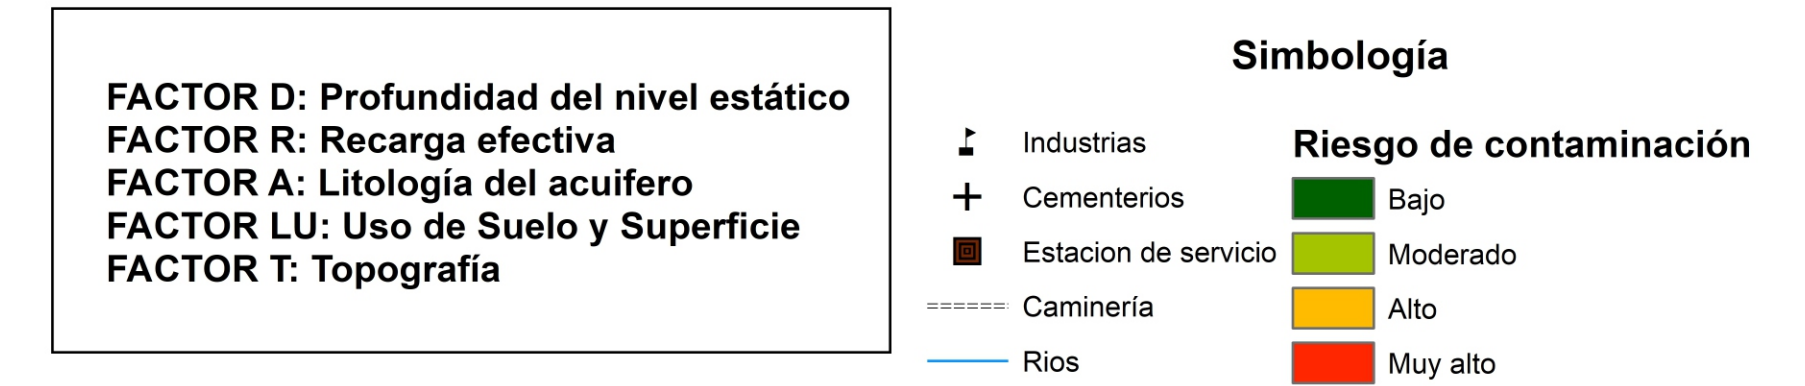 FACTOR D: Profundidad del nivel estático
FACTOR R: Recarga efectiva
FACTOR A: Litología del acuifero
FACTOR LU: Uso de Suelo y Superficie
FACTOR T: Topografía
Simbología
Industrias
Cementerios
Estacion de servicio
Caminería
Rios
Riesgo de contaminación
Bajo
Moderado
Alto
Muy alto